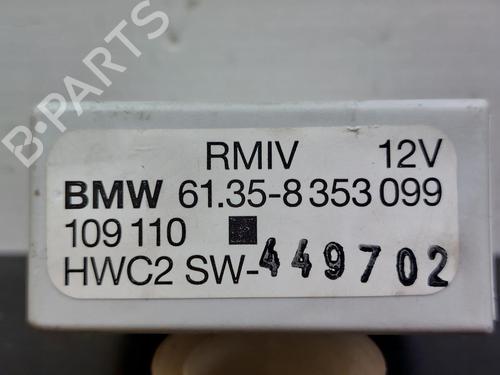 B-PARTS
RMIV 12V
BMW 61.35-8 353 099
109 110
HWC2 SW-449702